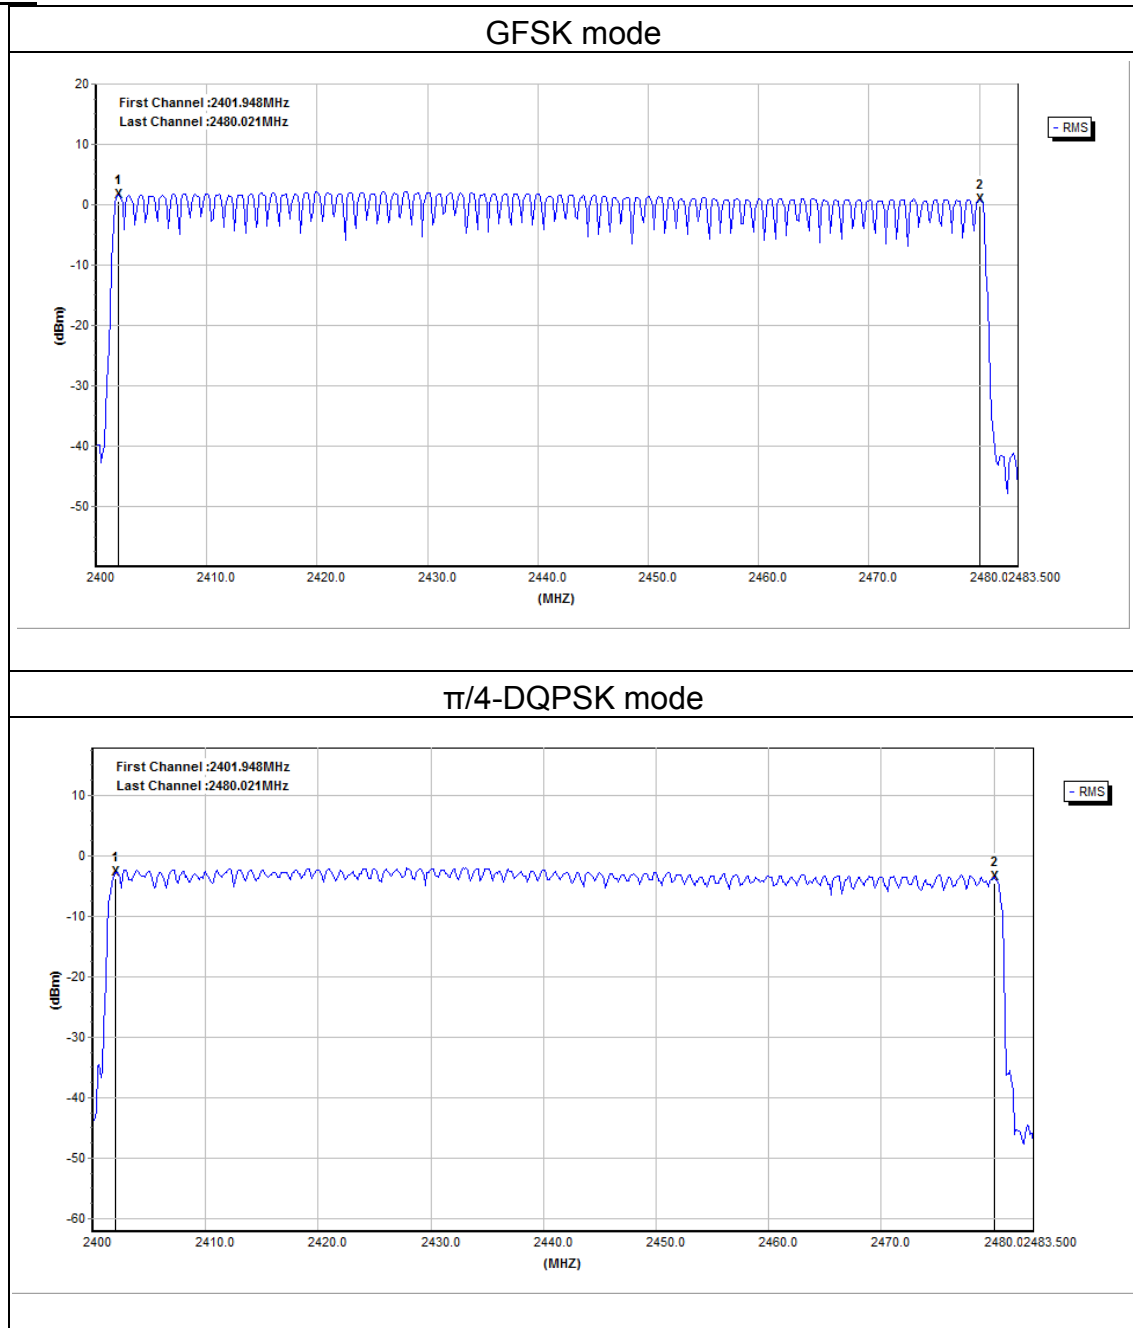 GFSK mode
First Channel :2401.948MHz
Last Channel :2480.021MHz
- RMS
20
10
0
-10
-20
-30
-40
-50
(dBm)
1
X
2
X
2400 2410.0 2420.0 2430.0 2440.0 2450.0 2460.0 2470.0 2480.02483.500
(MHZ)
π/4-DQPSK mode
First Channel :2401.948MHz
Last Channel :2480.021MHz
- RMS
10
0
-10
-20
-30
-40
-50
-60
(dBm)
1
X
2
X
2400 2410.0 2420.0 2430.0 2440.0 2450.0 2460.0 2470.0 2480.02483.500
(MHZ)